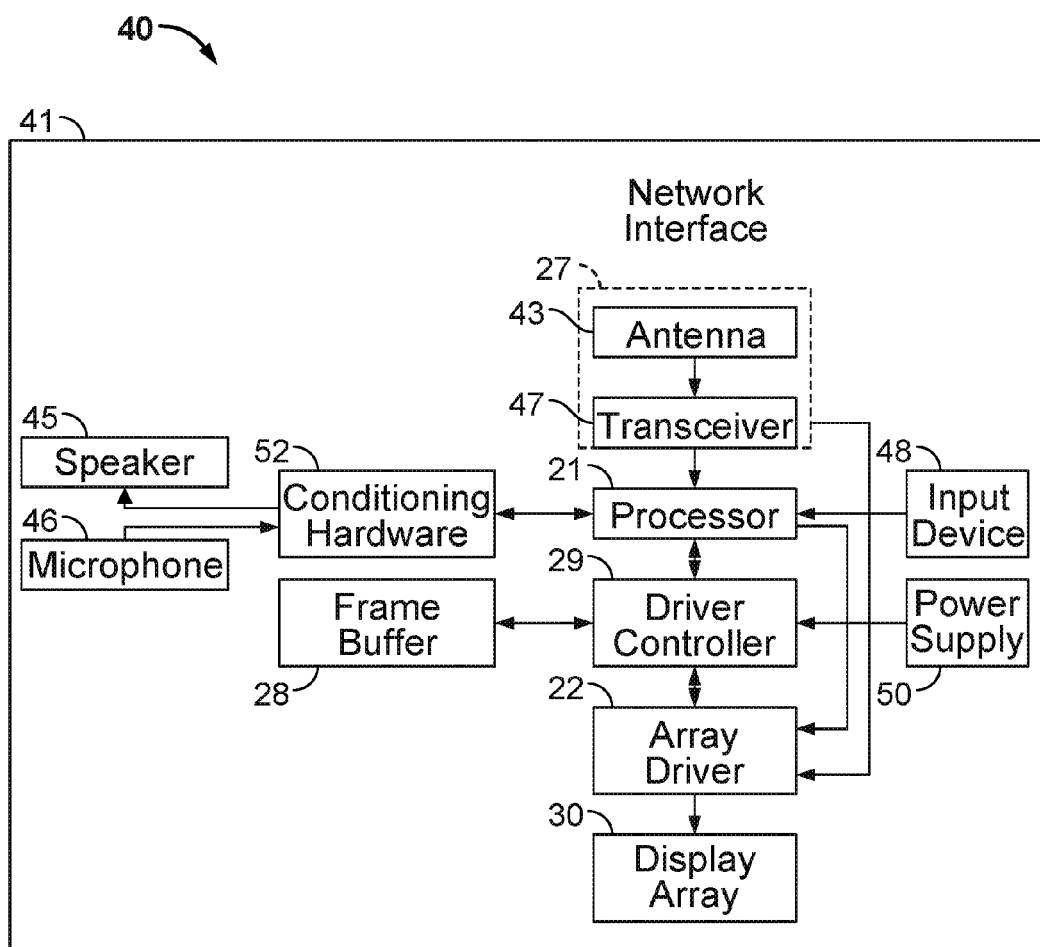 40
41
Network
Interface
27
43
Antenna
47
Transceiver
45
Speaker
52
Conditioning
Hardware
21
Processor
48
Input
Device
46
Microphone
29
Driver
Controller
Frame
Buffer
28
Power
Supply
50
22
Array
Driver
30
Display
Array